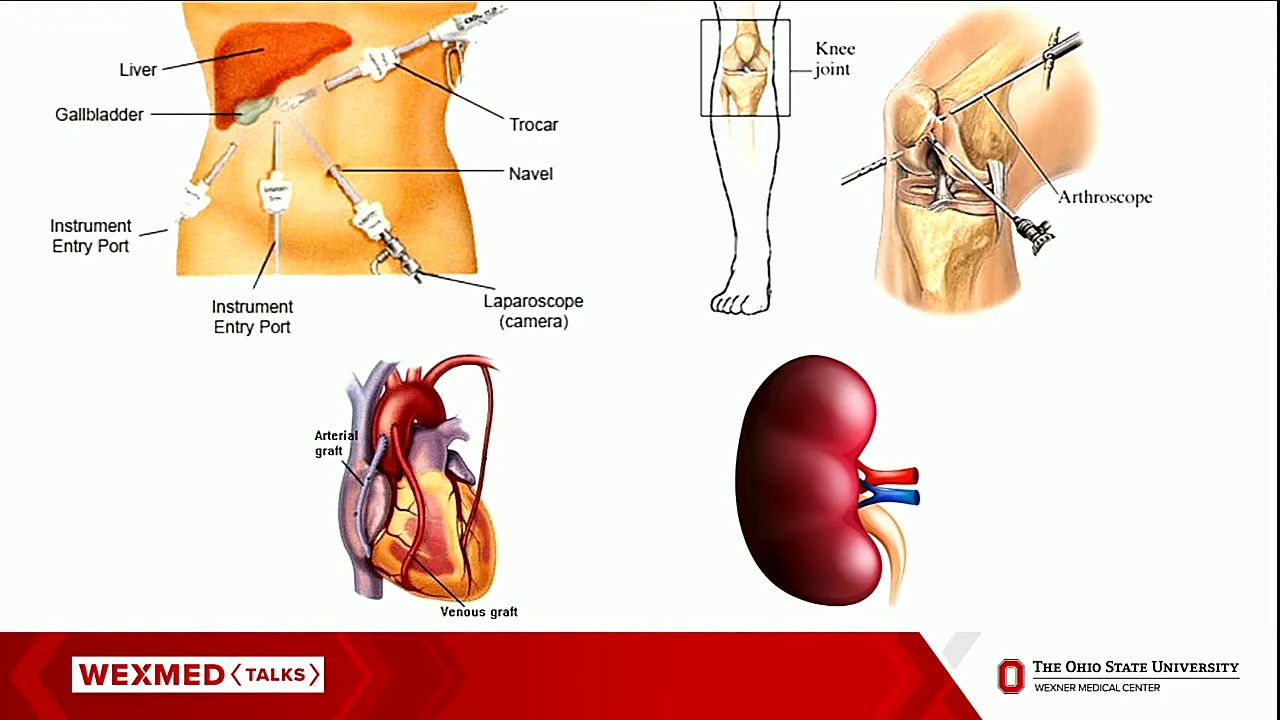 Liver
Gallbladder
Trocar
Navel
Instrument
Entry Port
Instrument
Entry Port
Laparoscope
(camera)
Knee
joint
Arthroscope
Arterial
graft
Venous graft
WEXMED <TALKS>
THE OHIO STATE UNIVERSITY
WEXNER MEDICAL CENTER